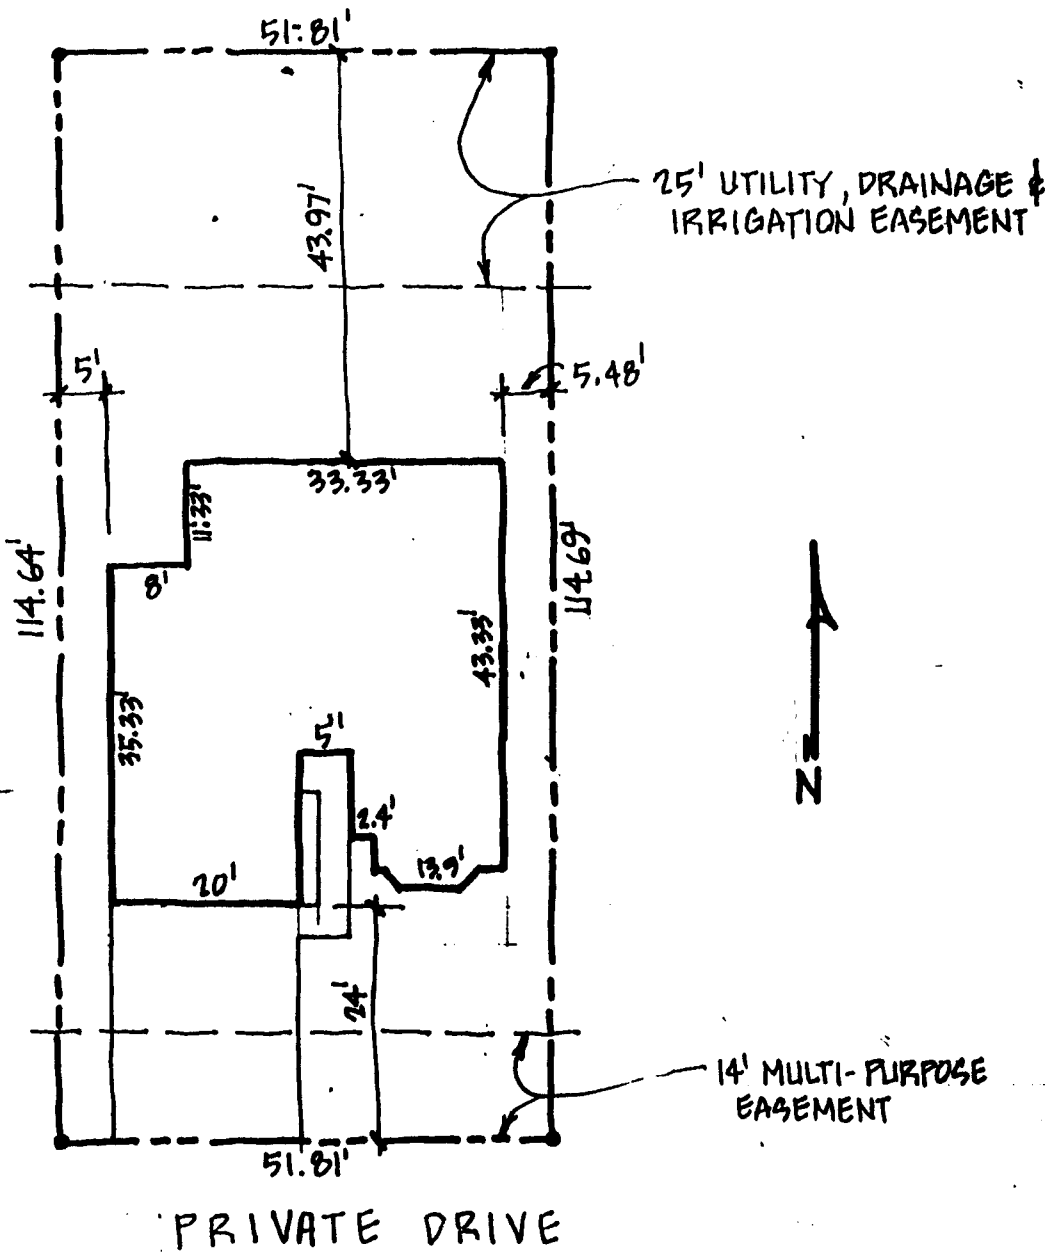 51.81'
25' UTILITY, DRAINAGE &
IRRIGATION EASEMENT
43.97'
5'
5.48'
33.33'
11.33'
8'
114.64'
114.69'
43.33'
35.33'
5'
2.4'
13.9'
20'
24'
N
14' MULTI-PURPOSE
EASEMENT
51.81'
PRIVATE DRIVE